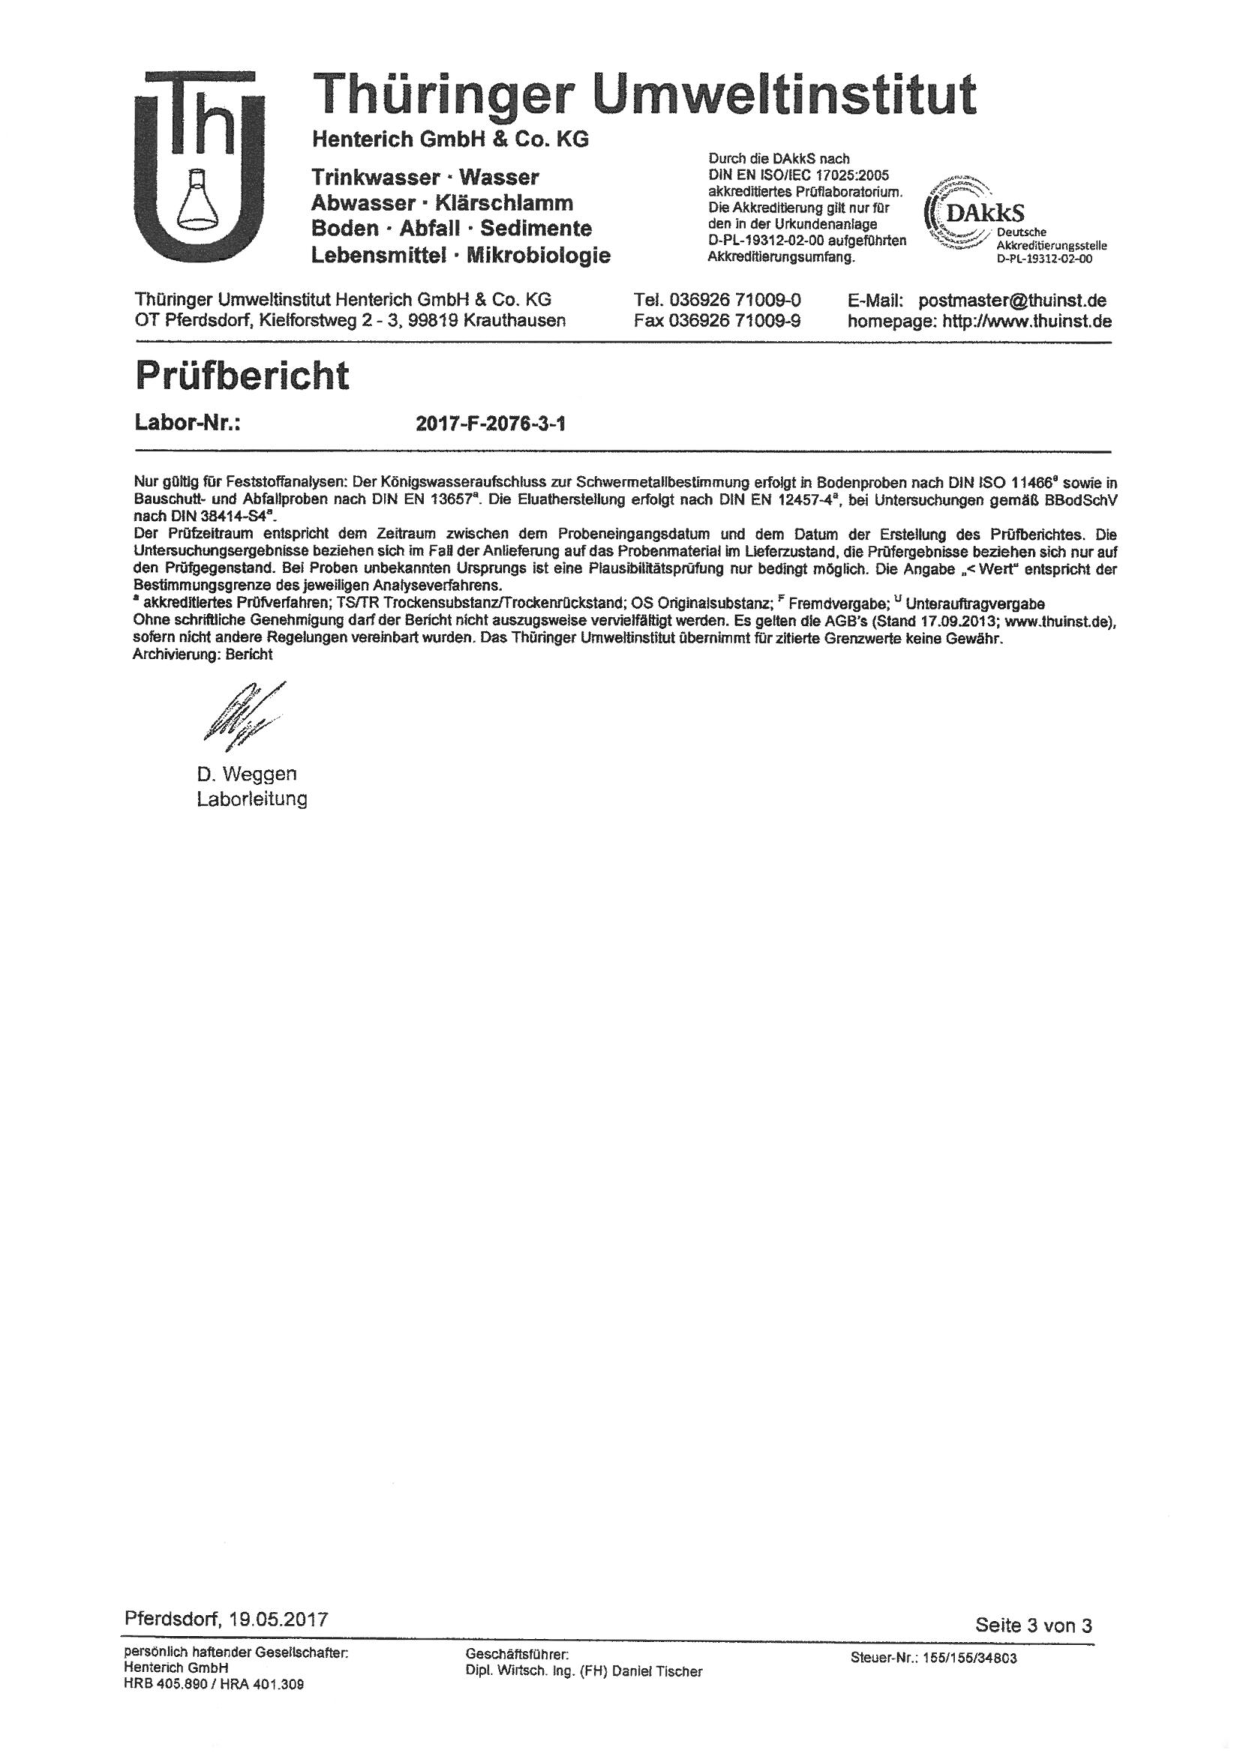 Th
Thüringer Umweltinstitut
Henterich GmbH & Co. KG
Trinkwasser · Wasser
Abwasser · Klärschlamm
Boden · Abfall · Sedimente
Lebensmittel · Mikrobiologie
Durch die DAkkS nach
DIN EN ISO/IEC 17025:2005
akkreditiertes Prüflaboratorium.
Die Akkreditierung gilt nur für
den in der Urkundenanlage
D-PL-19312-02-00 aufgeführten
Akkreditierungsumfang.
DAkkS
Deutsche
Akkreditierungsstelle
D-PL-19312-02-00
Thüringer Umweltinstitut Henterich GmbH & Co. KG
OT Pferdsdorf, Kielforstweg 2 - 3, 99819 Krauthausen
Tel. 036926 71009-0
Fax 036926 71009-9
E-Mail: postmaster@thuinst.de
homepage: http://www.thuinst.de
Prüfbericht
Labor-Nr.: 2017-F-2076-3-1
Nur gültig für Feststoffanalysen: Der Königswasseraufschluss zur Schwermetallbestimmung erfolgt in Bodenproben nach DIN ISO 11466ª sowie in
Bauschutt- und Abfallproben nach DIN EN 13657ª. Die Eluatherstellung erfolgt nach DIN EN 12457-4ª, bei Untersuchungen gemäß BBodSchV
nach DIN 38414-S4ª.
Der Prüfzeitraum entspricht dem Zeitraum zwischen dem Probeneingangsdatum und dem Datum der Erstellung des Prüfberichtes. Die
Untersuchungsergebnisse beziehen sich im Fall der Anlieferung auf das Probenmaterial im Lieferzustand, die Prüfergebnisse beziehen sich nur auf
den Prüfgegenstand. Bei Proben unbekannten Ursprungs ist eine Plausibilitätsprüfung nur bedingt möglich. Die Angabe „< Wert“ entspricht der
Bestimmungsgrenze des jeweiligen Analyseverfahrens.
ª akkreditiertes Prüfverfahren; TS/TR Trockensubstanz/Trockenrückstand; OS Originalsubstanz; F Fremdvergabe; U Unterauftragvergabe
Ohne schriftliche Genehmigung darf der Bericht nicht auszugsweise vervielfältigt werden. Es gelten die AGB's (Stand 17.09.2013; www.thuinst.de),
sofern nicht andere Regelungen vereinbart wurden. Das Thüringer Umweltinstitut übernimmt für zitierte Grenzwerte keine Gewähr.
Archivierung: Bericht
D. Weggen
Laborleitung
Pferdsdorf, 19.05.2017
Seite 3 von 3
persönlich haftender Gesellschafter:
Henterich GmbH
HRB 405.890 / HRA 401.309
Geschäftsführer:
Dipl. Wirtsch. Ing. (FH) Daniel Tischer
Steuer-Nr.: 155/155/34803